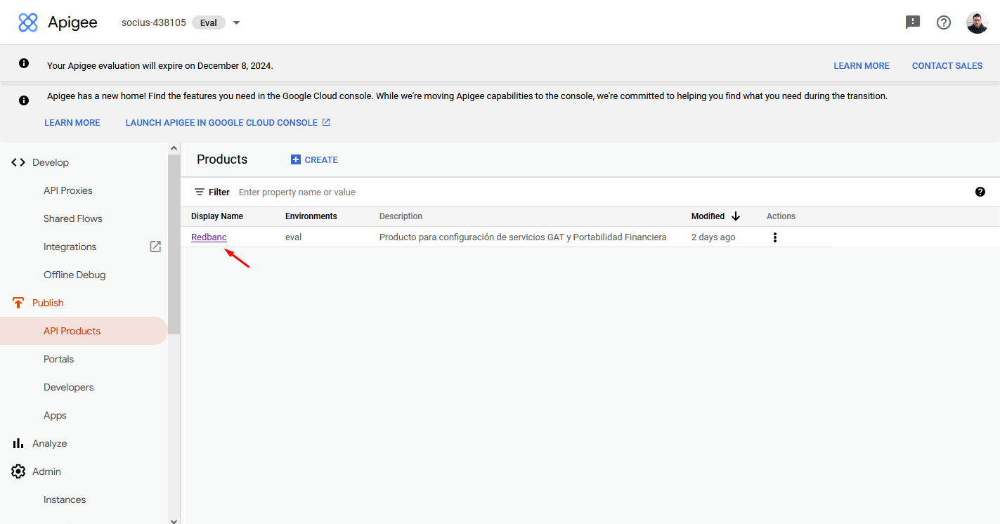 Apigee socius-438105 Eval
Your Apigee evaluation will expire on December 8, 2024. LEARN MORE CONTACT SALES
Apigee has a new home! Find the features you need in the Google Cloud console. While we're moving Apigee capabilities to the console, we're committed to helping you find what you need during the transition.
LEARN MORE LAUNCH APIGEE IN GOOGLE CLOUD CONSOLE
Develop
API Proxies
Shared Flows
Integrations
Offline Debug
Publish
API Products
Portals
Developers
Apps
Analyze
Admin
Instances
Products CREATE
Filter Enter property name or value
Display Name Environments Description Modified Actions
Redbanc eval Producto para configuración de servicios GAT y Portabilidad Financiera 2 days ago